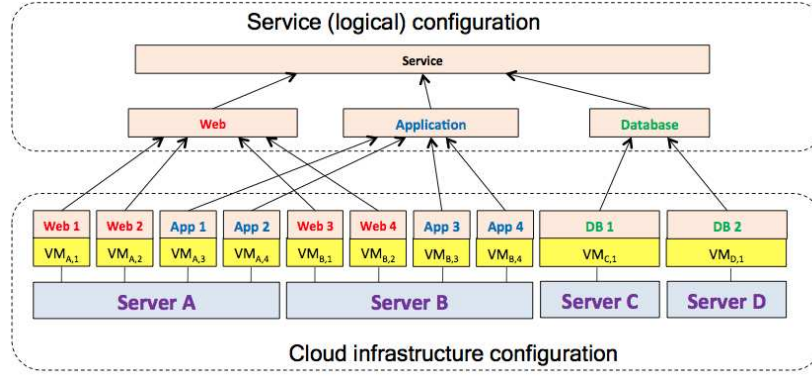 Service (logical) configuration
Service
Web Application Database
Web 1 Web 2 App 1 App 2 Web 3 Web 4 App 3 App 4 DB 1 DB 2
VMA,1 VMA,2 VMA,3 VMA,4 VMB,1 VMB,2 VMB,3 VMB,4 VMC,1 VMD,1
Server A Server B Server C Server D
Cloud infrastructure configuration